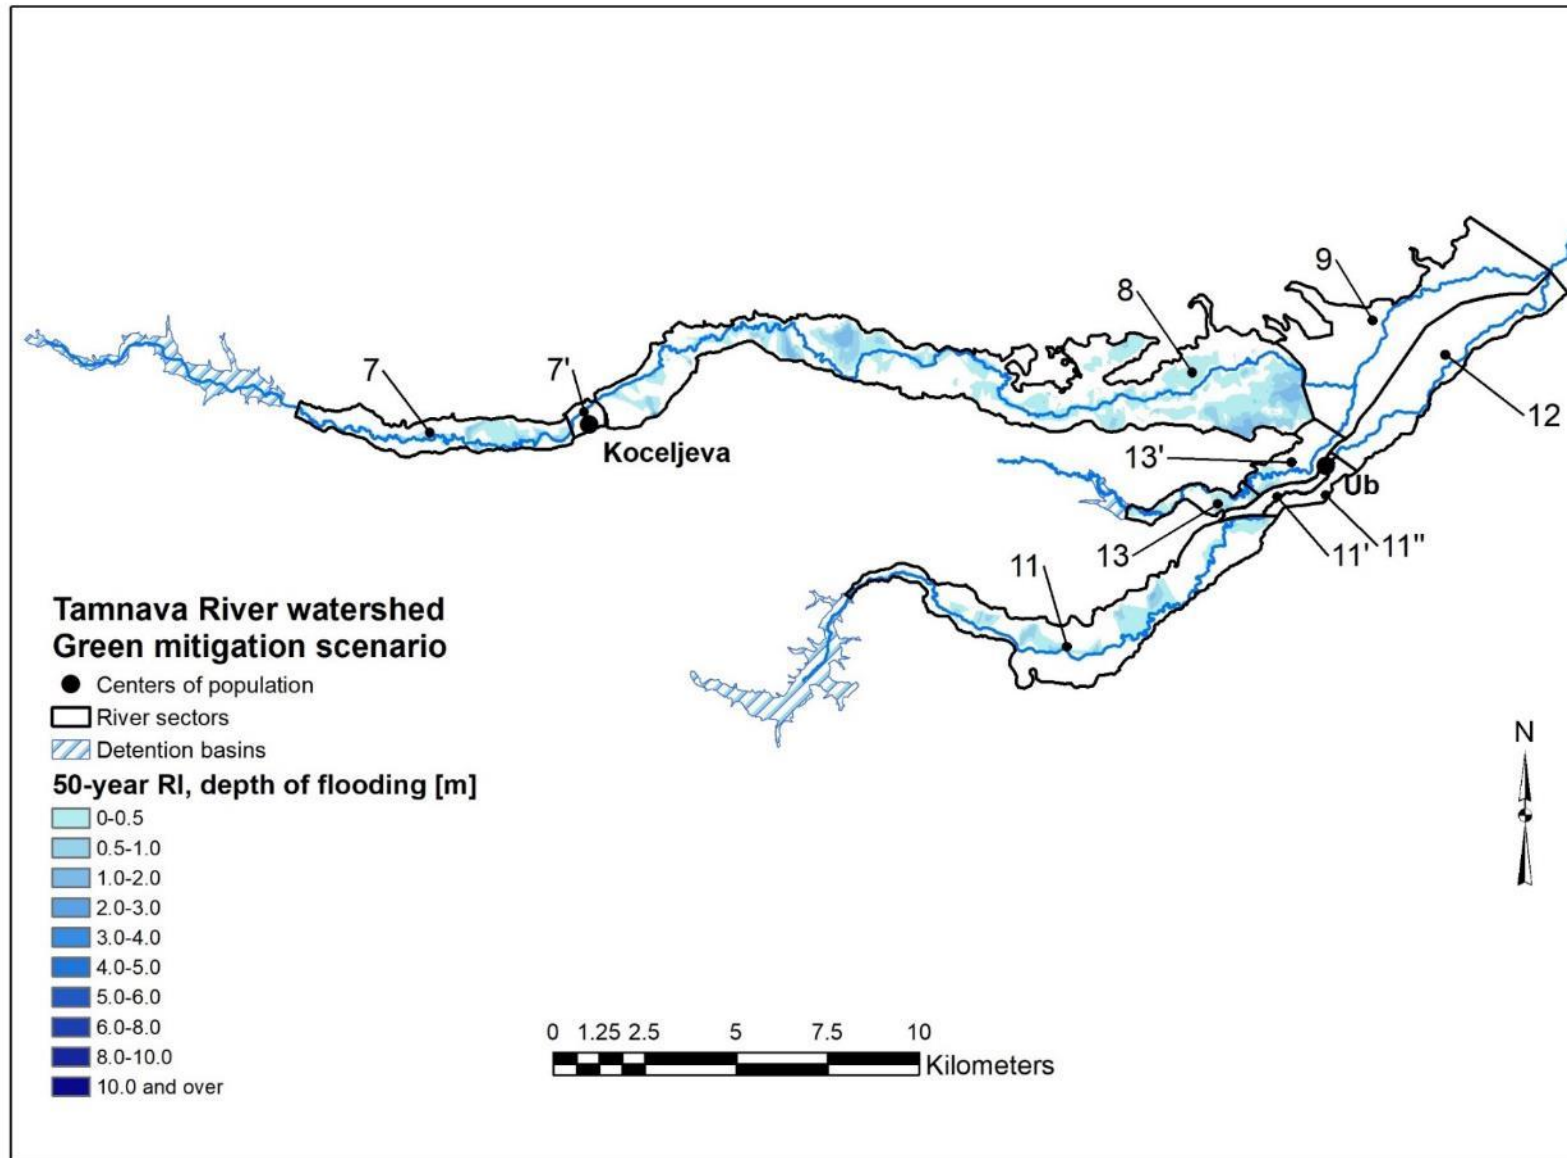 9
8
7
7'
12
Koceljeva
13'
Ub
13
11'
11"
11
Tamnava River watershed
Green mitigation scenario
Centers of population
River sectors
Detention basins
50-year RI, depth of flooding [m]
0-0.5
0.5-1.0
1.0-2.0
2.0-3.0
3.0-4.0
4.0-5.0
5.0-6.0
6.0-8.0
8.0-10.0
10.0 and over
N
0 1.25 2.5 5 7.5 10
Kilometers